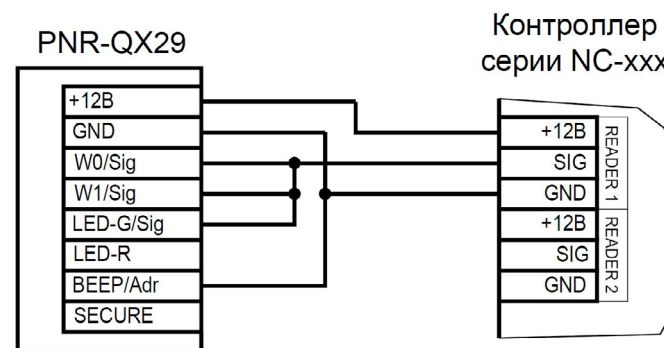 PNR-QX29
Контроллер
серии NC-xxx
+12В
GND
W0/Sig
W1/Sig
LED-G/Sig
LED-R
BEEP/Adr
SECURE
+12В
SIG
GND
READER 1
+12В
SIG
GND
READER 2